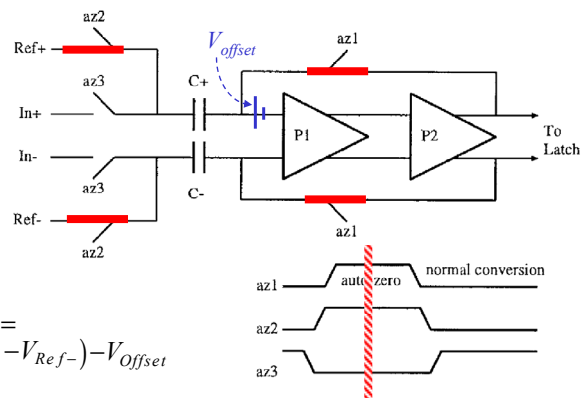 az2
V_offset
az1
Ref+
az3
C+
In+
P1
P2
To
Latch
In-
az3
C-
Ref-
az1
az2
az1 auto zero normal conversion
az2
az3
=
-V_Ref-)-V_Offset